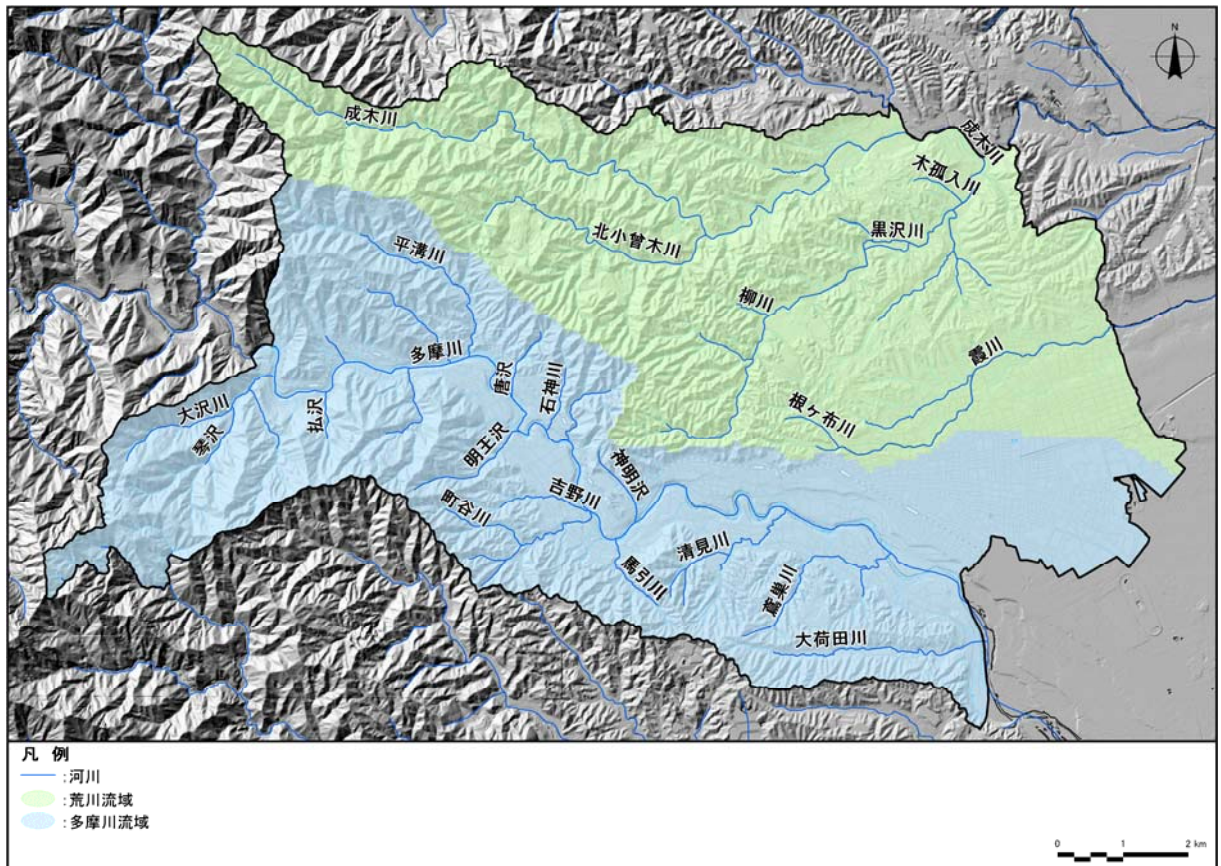 N
成木川
成木川
木孤入川
黒沢川
北小曾木川
平溝川
柳川
霞川
多摩川
唐沢
石神川
大沢川
琴沢
払沢
根ヶ布川
明王沢
神明沢
吉野川
町谷川
清見川
馬引川
鳶巣川
大荷田川
凡 例
:河川
:荒川流域
:多摩川流域
0 1 2 km